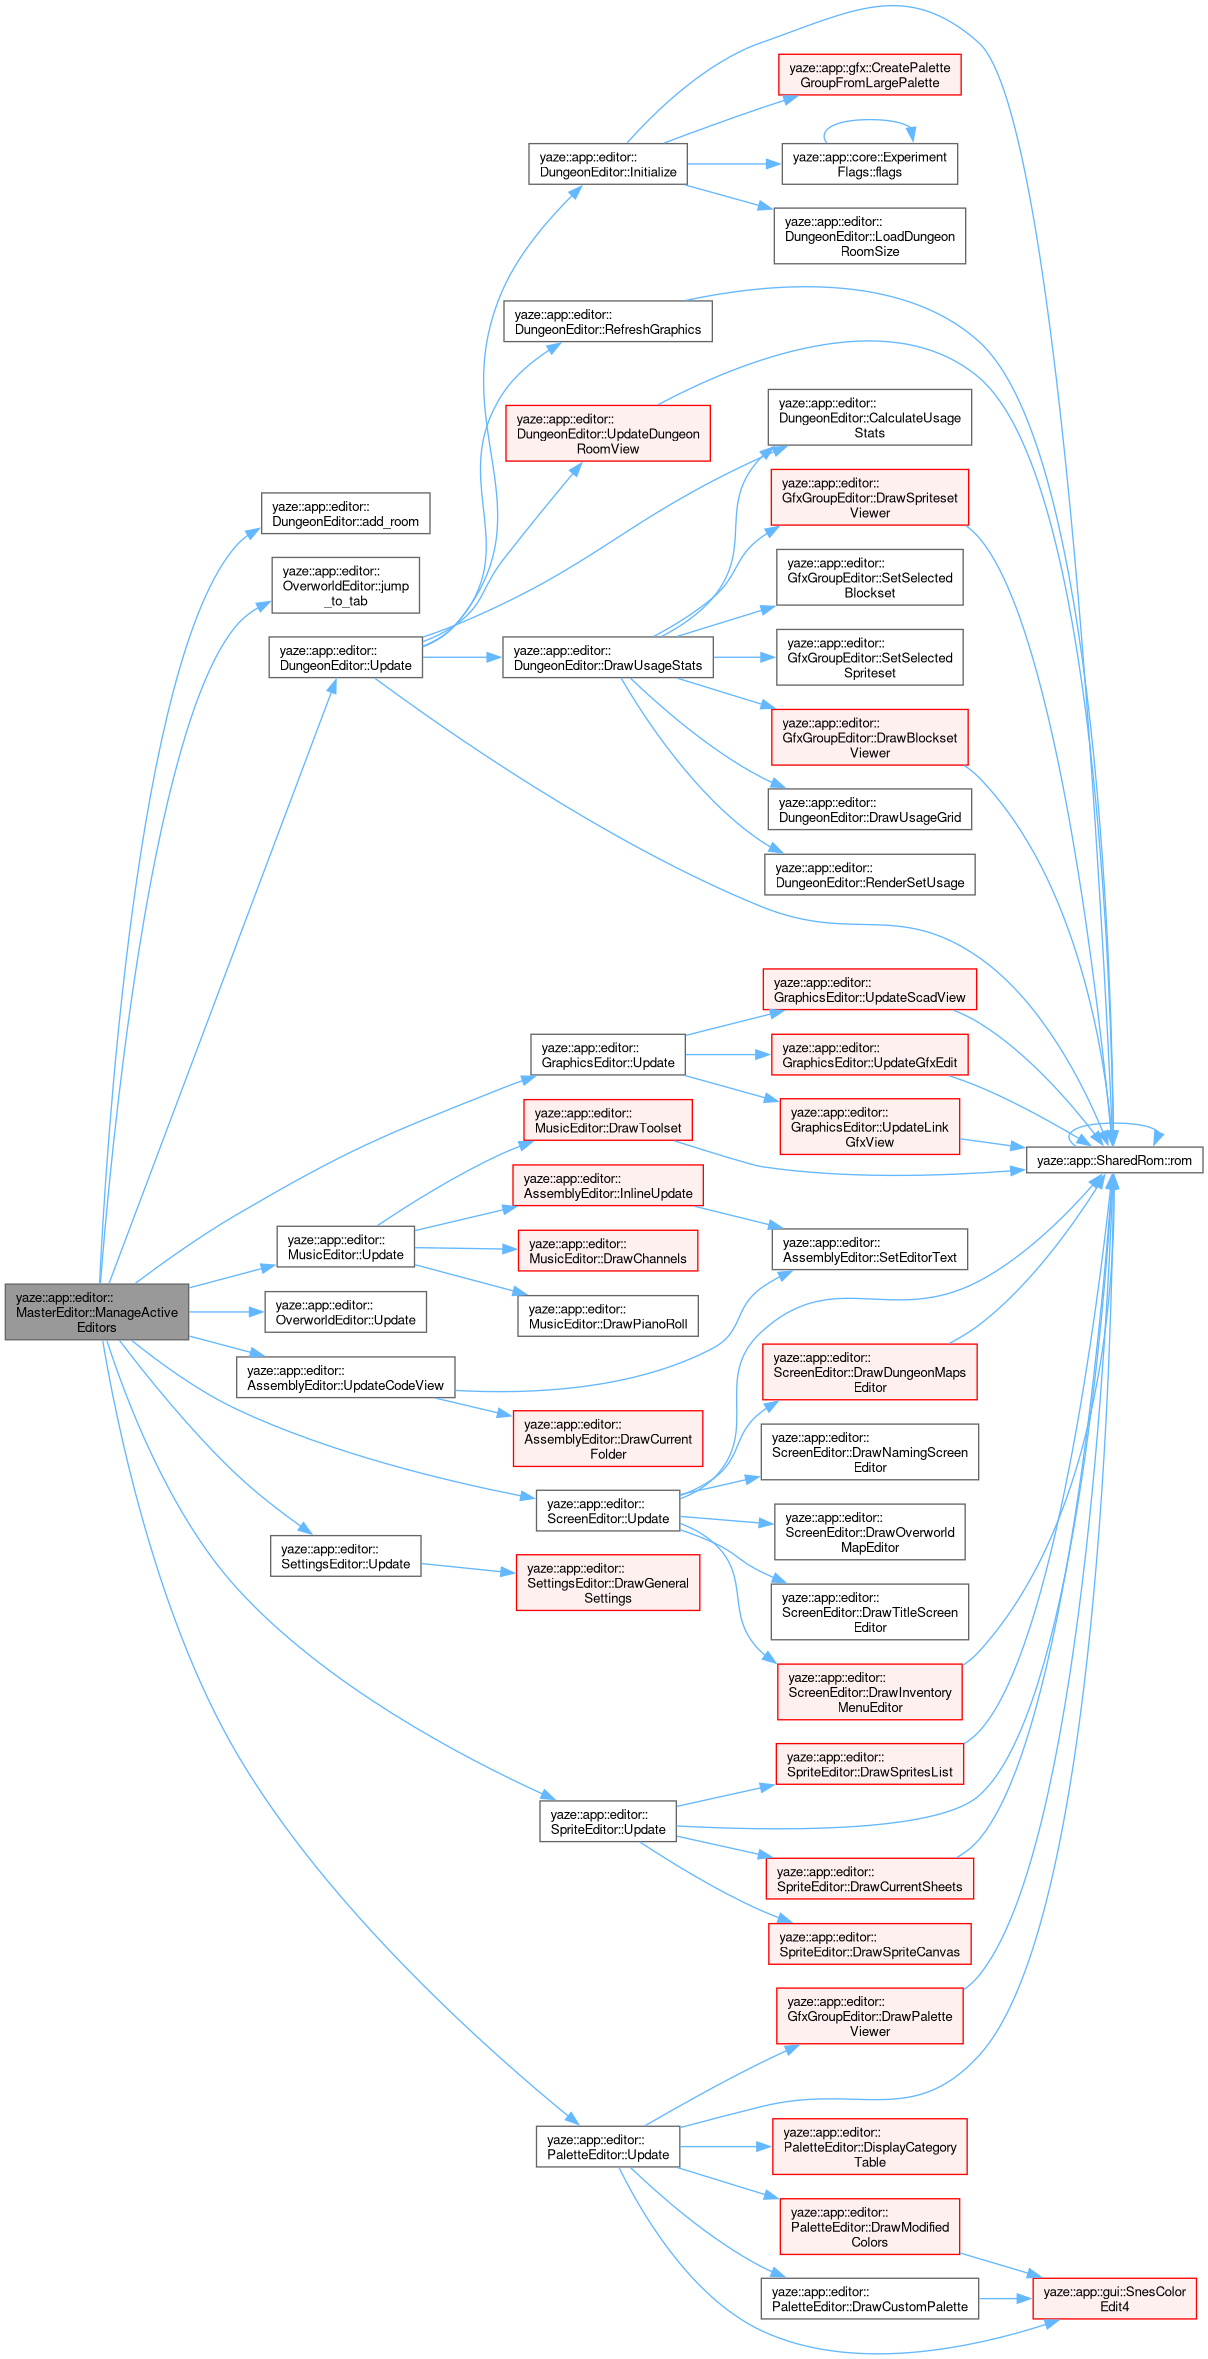 yaze::app::gfx::CreatePalette
GroupFromLargePalette
yaze::app::editor::
DungeonEditor::Initialize
yaze::app::core::Experiment
Flags::flags
yaze::app::editor::
DungeonEditor::LoadDungeon
RoomSize
yaze::app::editor::
DungeonEditor::RefreshGraphics
yaze::app::editor::
DungeonEditor::UpdateDungeon
RoomView
yaze::app::editor::
DungeonEditor::CalculateUsage
Stats
yaze::app::editor::
GfxGroupEditor::DrawSpriteset
Viewer
yaze::app::editor::
DungeonEditor::add_room
yaze::app::editor::
GfxGroupEditor::SetSelected
Blockset
yaze::app::editor::
OverworldEditor::jump
_to_tab
yaze::app::editor::
DungeonEditor::Update
yaze::app::editor::
DungeonEditor::DrawUsageStats
yaze::app::editor::
GfxGroupEditor::SetSelected
Spriteset
yaze::app::editor::
GfxGroupEditor::DrawBlockset
Viewer
yaze::app::editor::
DungeonEditor::DrawUsageGrid
yaze::app::editor::
DungeonEditor::RenderSetUsage
yaze::app::editor::
GraphicsEditor::UpdateScadView
yaze::app::editor::
GraphicsEditor::Update
yaze::app::editor::
GraphicsEditor::UpdateGfxEdit
yaze::app::editor::
GraphicsEditor::UpdateLink
GfxView
yaze::app::editor::
MusicEditor::DrawToolset
yaze::app::SharedRom::rom
yaze::app::editor::
AssemblyEditor::InlineUpdate
yaze::app::editor::
MusicEditor::Update
yaze::app::editor::
MusicEditor::DrawChannels
yaze::app::editor::
AssemblyEditor::SetEditorText
yaze::app::editor::
MasterEditor::ManageActive
Editors
yaze::app::editor::
OverworldEditor::Update
yaze::app::editor::
MusicEditor::DrawPianoRoll
yaze::app::editor::
AssemblyEditor::UpdateCodeView
yaze::app::editor::
ScreenEditor::DrawDungeonMaps
Editor
yaze::app::editor::
AssemblyEditor::DrawCurrent
Folder
yaze::app::editor::
ScreenEditor::DrawNamingScreen
Editor
yaze::app::editor::
ScreenEditor::Update
yaze::app::editor::
ScreenEditor::DrawOverworld
MapEditor
yaze::app::editor::
SettingsEditor::Update
yaze::app::editor::
SettingsEditor::DrawGeneral
Settings
yaze::app::editor::
ScreenEditor::DrawTitleScreen
Editor
yaze::app::editor::
ScreenEditor::DrawInventory
MenuEditor
yaze::app::editor::
SpriteEditor::DrawSpritesList
yaze::app::editor::
SpriteEditor::Update
yaze::app::editor::
SpriteEditor::DrawCurrentSheets
yaze::app::editor::
SpriteEditor::DrawSpriteCanvas
yaze::app::editor::
GfxGroupEditor::DrawPalette
Viewer
yaze::app::editor::
PaletteEditor::Update
yaze::app::editor::
PaletteEditor::DisplayCategory
Table
yaze::app::editor::
PaletteEditor::DrawModified
Colors
yaze::app::editor::
PaletteEditor::DrawCustomPalette
yaze::app::gui::SnesColor
Edit4